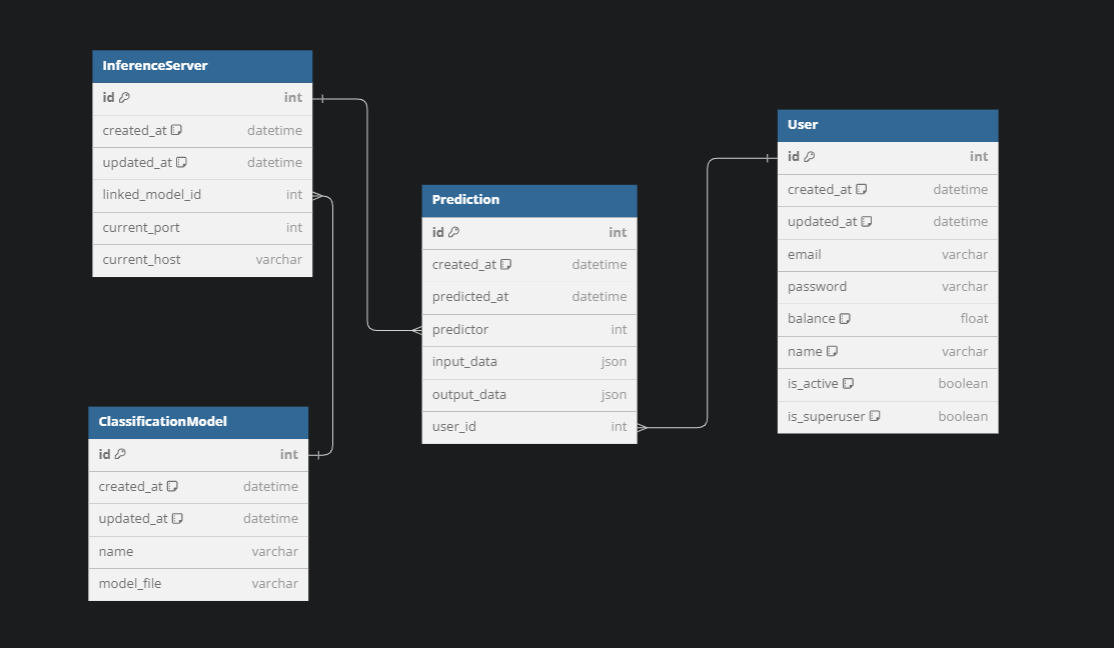 InferenceServer
id int
created_at datetime
updated_at datetime
linked_model_id int
current_port int
current_host varchar
ClassificationModel
id int
created_at datetime
updated_at datetime
name varchar
model_file varchar
Prediction
id int
created_at datetime
predicted_at datetime
predictor int
input_data json
output_data json
user_id int
User
id int
created_at datetime
updated_at datetime
email varchar
password varchar
balance float
name varchar
is_active boolean
is_superuser boolean